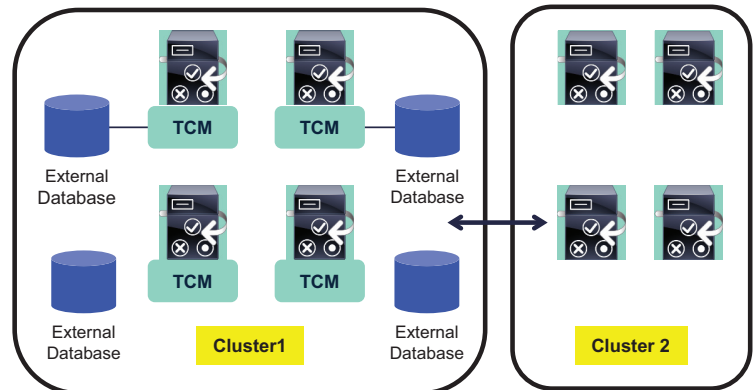 TCM
TCM
External
Database
External
Database
TCM
TCM
External
Database
External
Database
Cluster1
Cluster 2